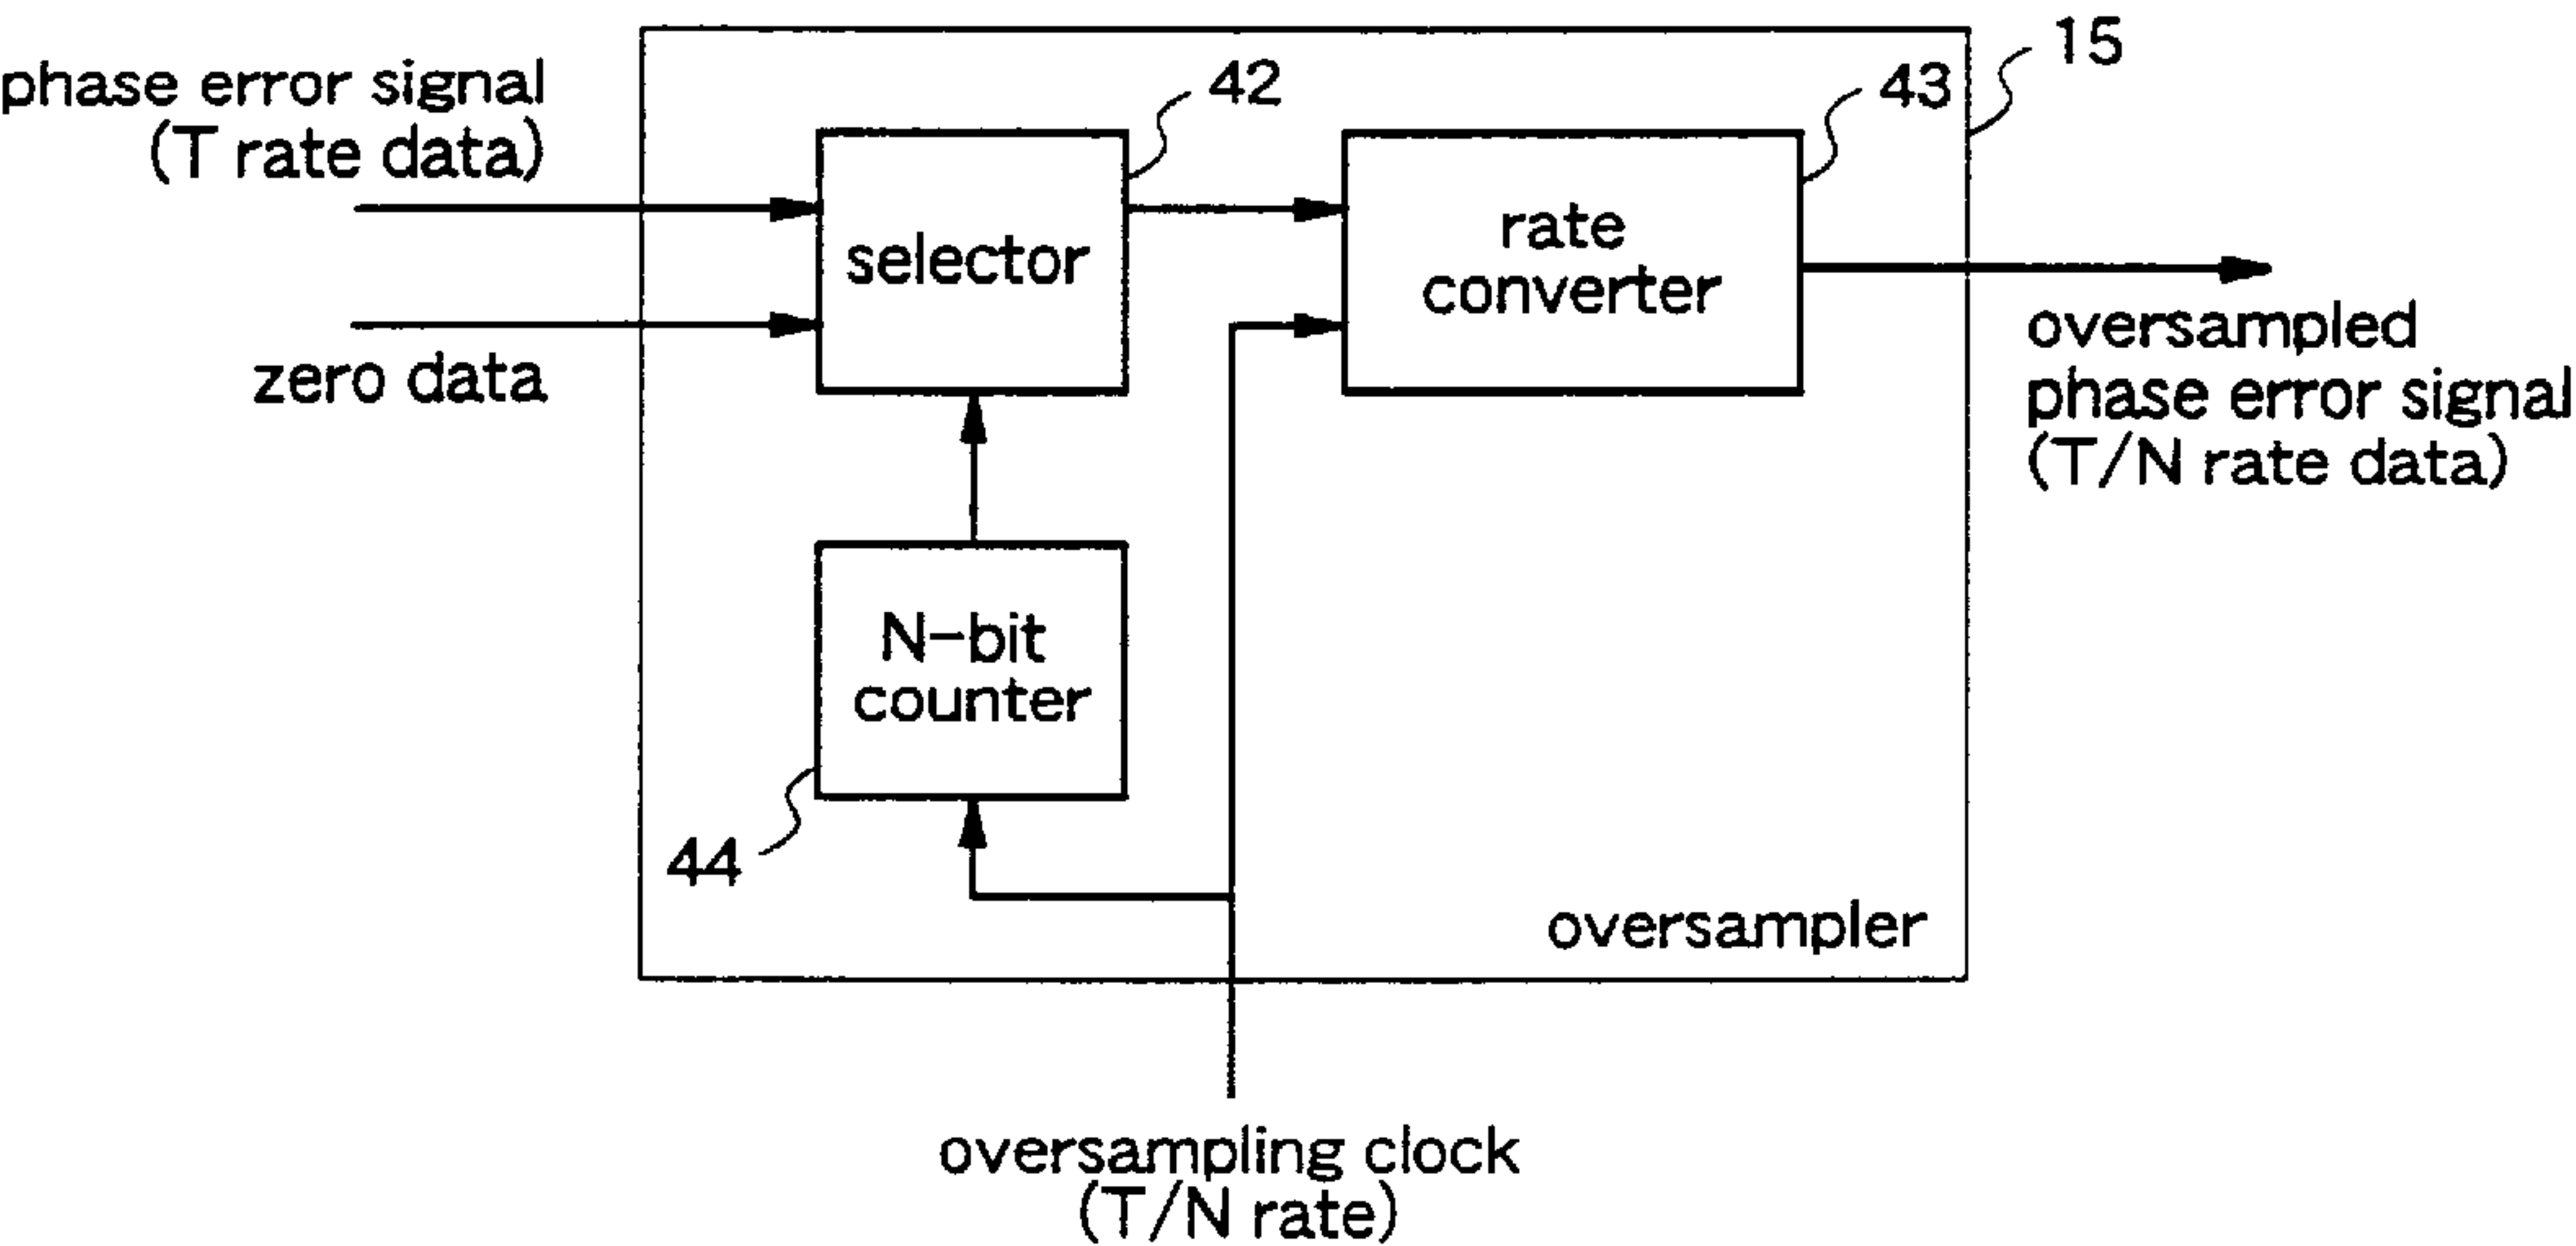 15
phase error signal
(T rate data)
42
43
selector
rate
converter
zero data
oversampled
phase error signal
(T/N rate data)
N-bit
counter
44
oversampler
oversampling clock
(T/N rate)